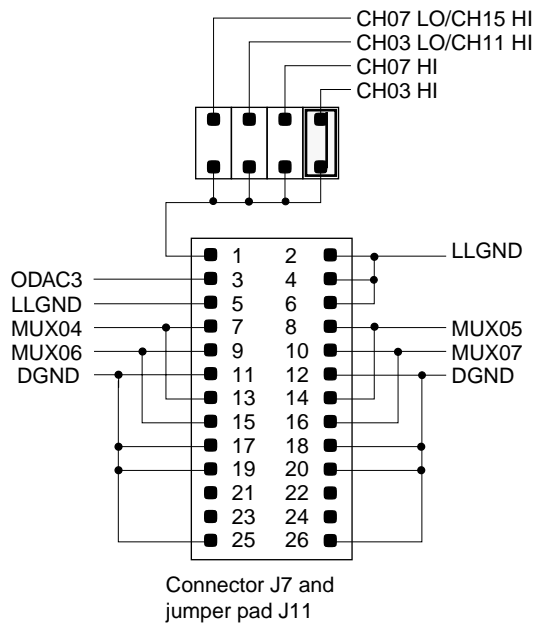 CH07 LO/CH15 HI
CH03 LO/CH11 HI
CH07 HI
CH03 HI
1 2 LLGND
ODAC3 3 4
LLGND 5 6
MUX04 7 8 MUX05
MUX06 9 10 MUX07
DGND 11 12 DGND
13 14
15 16
17 18
19 20
21 22
23 24
25 26
Connector J7 and
jumper pad J11